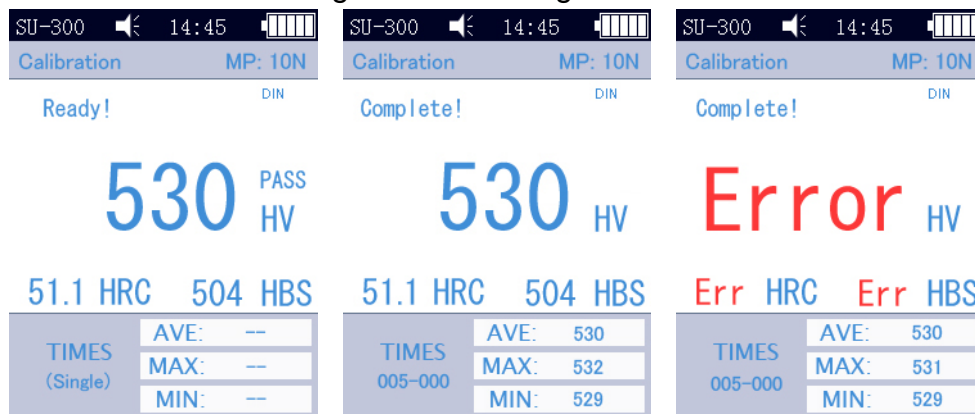 SU-300 14:45
Calibration MP: 10N
Ready! DIN
530 PASS HV
51.1 HRC 504 HBS
TIMES (Single)
AVE: --
MAX: --
MIN: --
SU-300 14:45
Calibration MP: 10N
Complete! DIN
530 HV
51.1 HRC 504 HBS
TIMES 005-000
AVE: 530
MAX: 532
MIN: 529
SU-300 14:45
Calibration MP: 10N
Complete! DIN
Error HV
Err HRC Err HBS
TIMES 005-000
AVE: 530
MAX: 531
MIN: 529